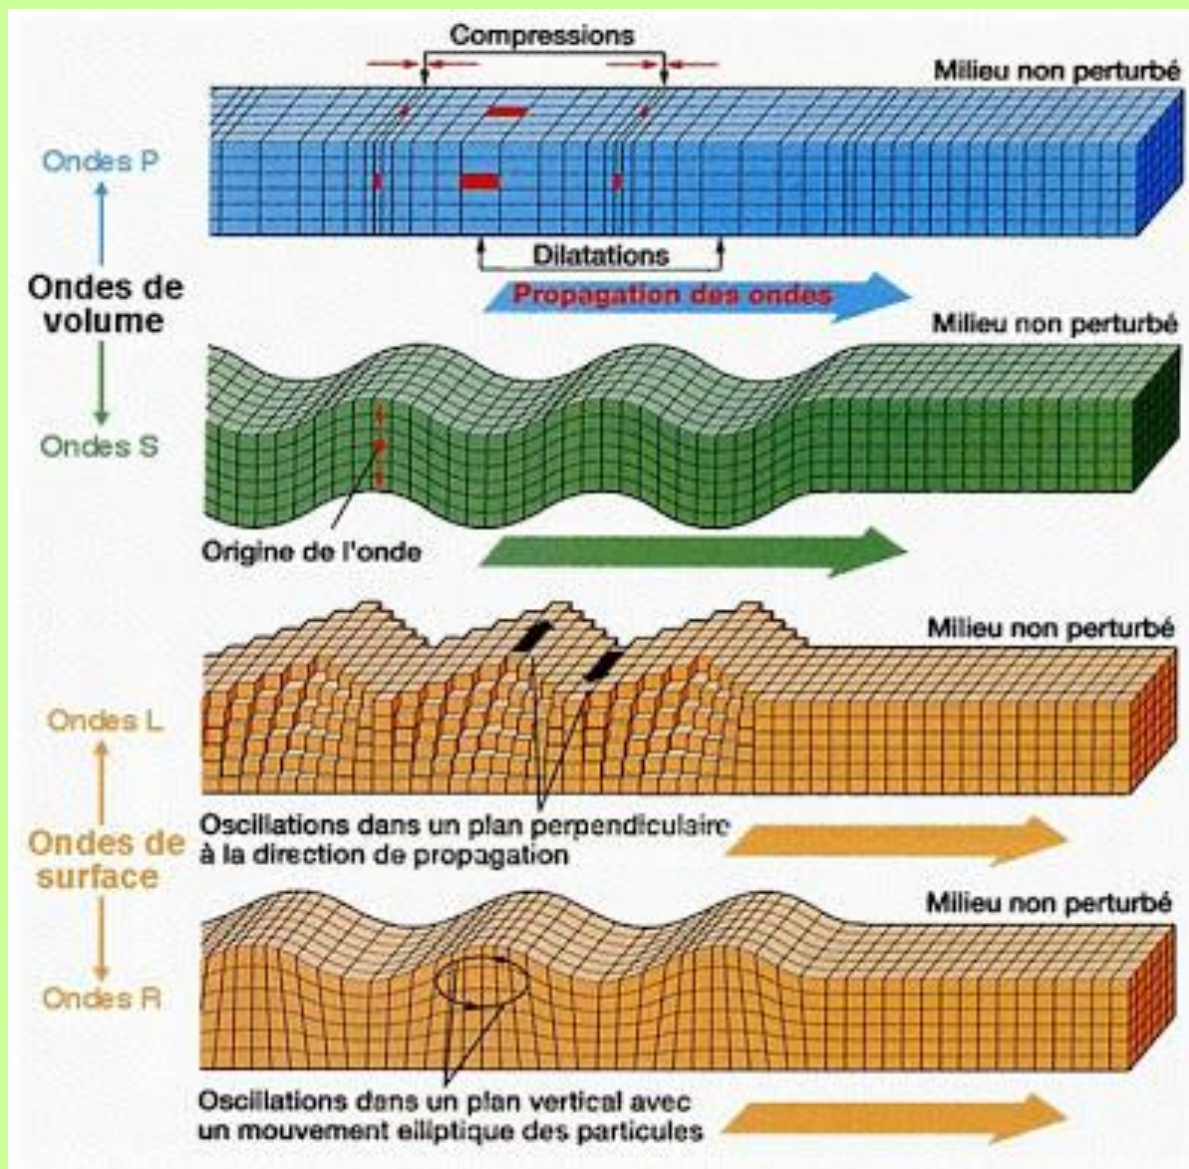 Compressions
Milieu non perturbé
Ondes P
Dilatations
Ondes de
volume
Propagation des ondes
Milieu non perturbé
Ondes S
Origine de l'onde
Milieu non perturbé
Ondes L
Oscillations dans un plan perpendiculaire
à la direction de propagation
Ondes de
surface
Milieu non perturbé
Ondes R
Oscillations dans un plan vertical avec
un mouvement elliptique des particules